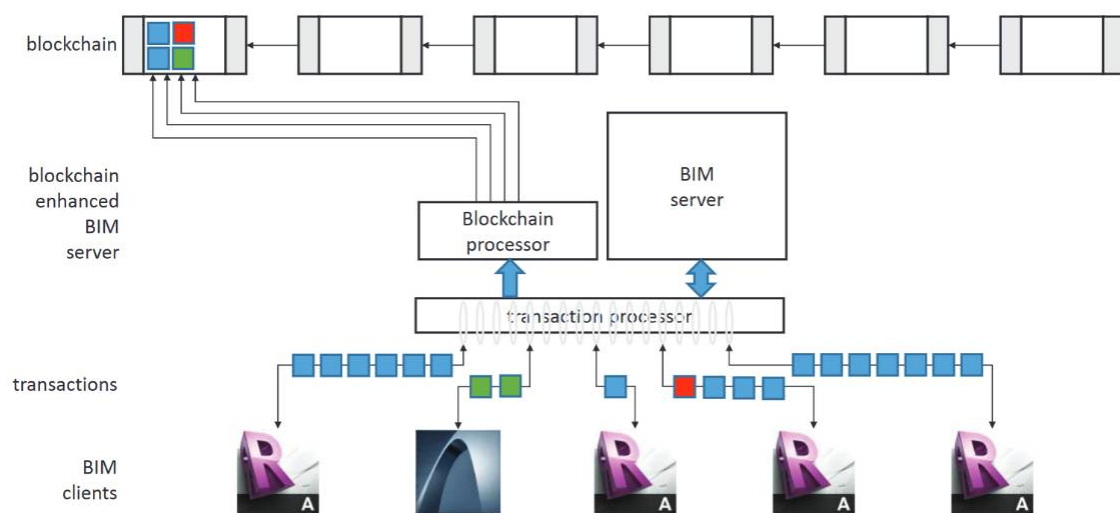 blockchain
blockchain
enhanced
BIM
server
BIM
server
Blockchain
processor
transaction processor
transactions
BIM
clients
R
A
R
A
R
A
R
A